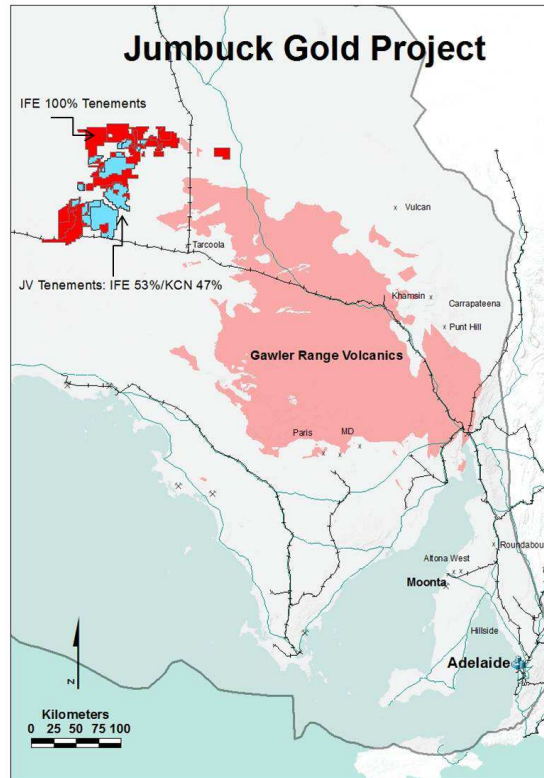 Jumbuck Gold Project
IFE 100% Tenements
Vulcan
Tarcoola
JV Tenements: IFE 53%/KCN 47%
Khamsin
Carrapateena
Punt Hill
Gawler Range Volcanics
Paris
MD
Roundabou
Altona West
Moonta
Hillside
Adelaide
N
Kilometers
0 25 50 75 100